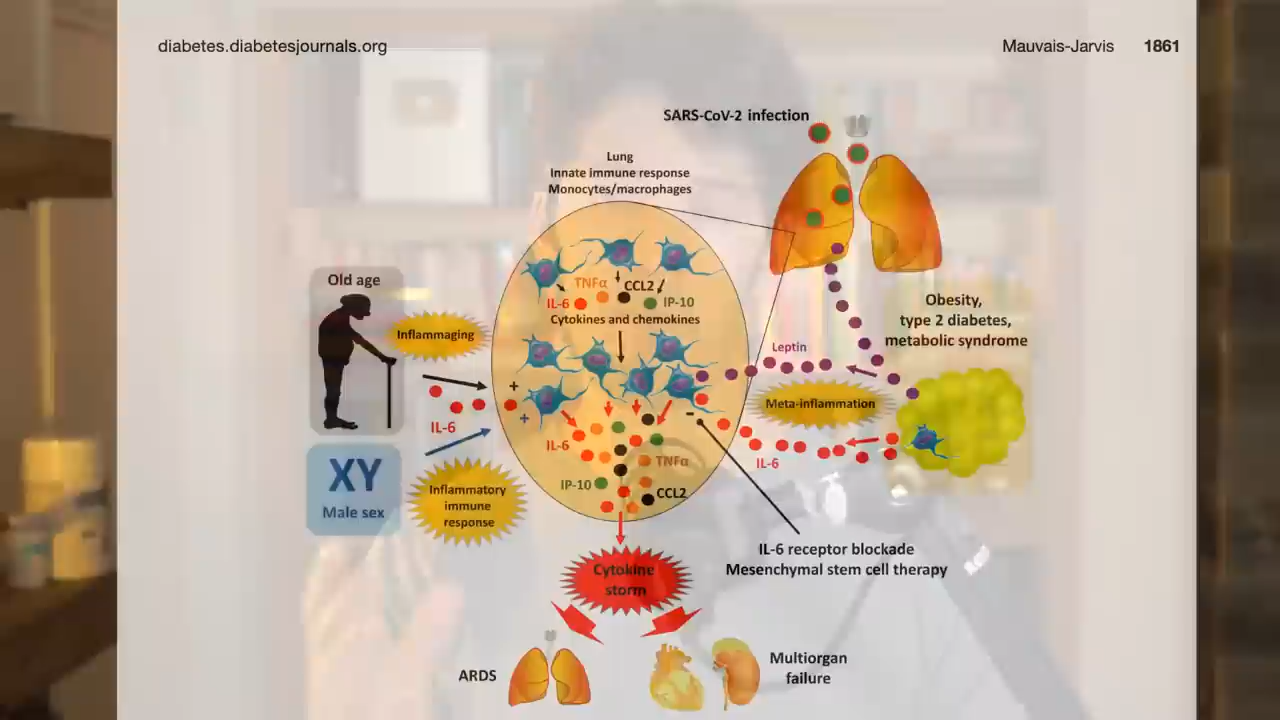 diabetes.diabetesjournals.org
Mauvais-Jarvis 1861
SARS-CoV-2 infection
Lung
Innate immune response
Monocytes/macrophages
Old age
Inflammaging
IL-6
XY
Male sex
Inflammatory
immune
response
TNFα
CCL2
IL-6
IP-10
Cytokines and chemokines
+
+
-
IL-6
TNFα
IP-10
CCL2
Leptin
Obesity,
type 2 diabetes,
metabolic syndrome
Meta-inflammation
IL-6
IL-6 receptor blockade
Mesenchymal stem cell therapy
Cytokine
storm
ARDS
Multiorgan
failure